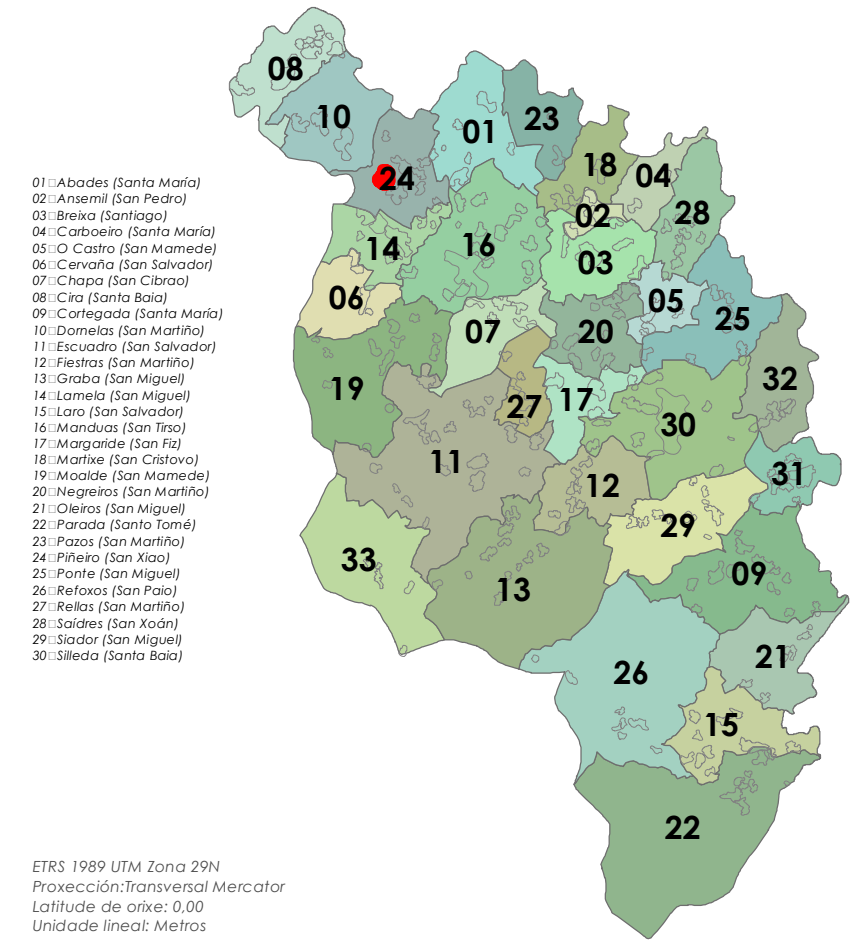 08
10
01
23
18
04
24
02
28
14
16
03
06
05
25
07
20
19
32
27
17
30
11
31
12
29
33
13
09
21
26
15
22
01□Abades (Santa María)
02□Ansemil (San Pedro)
03□Breixa (Santiago)
04□Carboeiro (Santa María)
05□O Castro (San Mamede)
06□Cervaña (San Salvador)
07□Chapa (San Cibrao)
08□Cira (Santa Baia)
09□Cortegada (Santa María)
10□Dornelas (San Martiño)
11□Escuadro (San Salvador)
12□Fiestras (San Martiño)
13□Graba (San Miguel)
14□Lamela (San Miguel)
15□Laro (San Salvador)
16□Manduas (San Tirso)
17□Margaride (San Fiz)
18□Martixe (San Cristovo)
19□Moalde (San Mamede)
20□Negreiros (San Martiño)
21□Oleiros (San Miguel)
22□Parada (Santo Tomé)
23□Pazos (San Martiño)
24□Piñeiro (San Xiao)
25□Ponte (San Miguel)
26□Refoxos (San Paio)
27□Rellas (San Martiño)
28□Saídres (San Xoán)
29□Siador (San Miguel)
30□Silleda (Santa Baia)
ETRS 1989 UTM Zona 29N
Proxección:Transversal Mercator
Latitude de orixe: 0,00
Unidade lineal: Metros